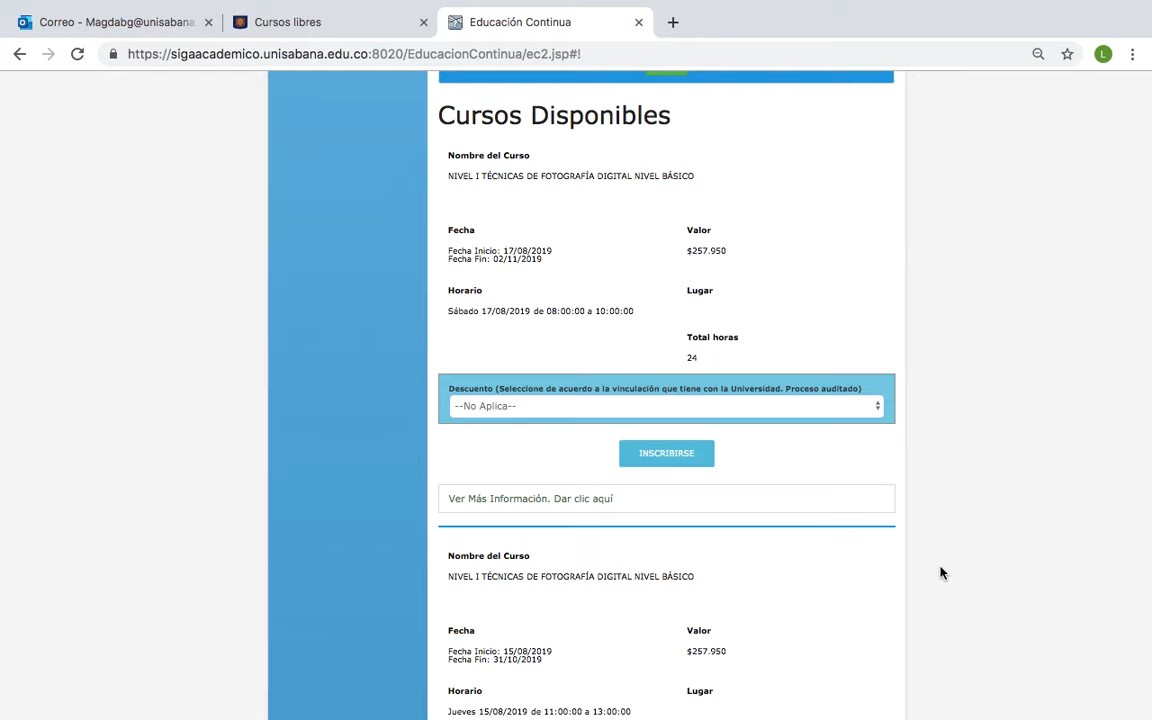 Correo - Magdabg@unisabana
Cursos libres
Educación Continua
https://sigaacademico.unisabana.edu.co:8020/EducacionContinua/ec2.jsp#!
L
Cursos Disponibles
Nombre del Curso
NIVEL I TÉCNICAS DE FOTOGRAFÍA DIGITAL NIVEL BÁSICO
Fecha
Valor
Fecha Inicio: 17/08/2019
$257.950
Fecha Fin: 02/11/2019
Horario
Lugar
Sábado 17/08/2019 de 08:00:00 a 10:00:00
Total horas
24
Descuento (Seleccione de acuerdo a la vinculación que tiene con la Universidad. Proceso auditado)
--No Aplica--
INSCRIBIRSE
Ver Más Información. Dar clic aquí
Nombre del Curso
NIVEL I TÉCNICAS DE FOTOGRAFÍA DIGITAL NIVEL BÁSICO
Fecha
Valor
Fecha Inicio: 15/08/2019
$257.950
Fecha Fin: 31/10/2019
Horario
Lugar
Jueves 15/08/2019 de 11:00:00 a 13:00:00